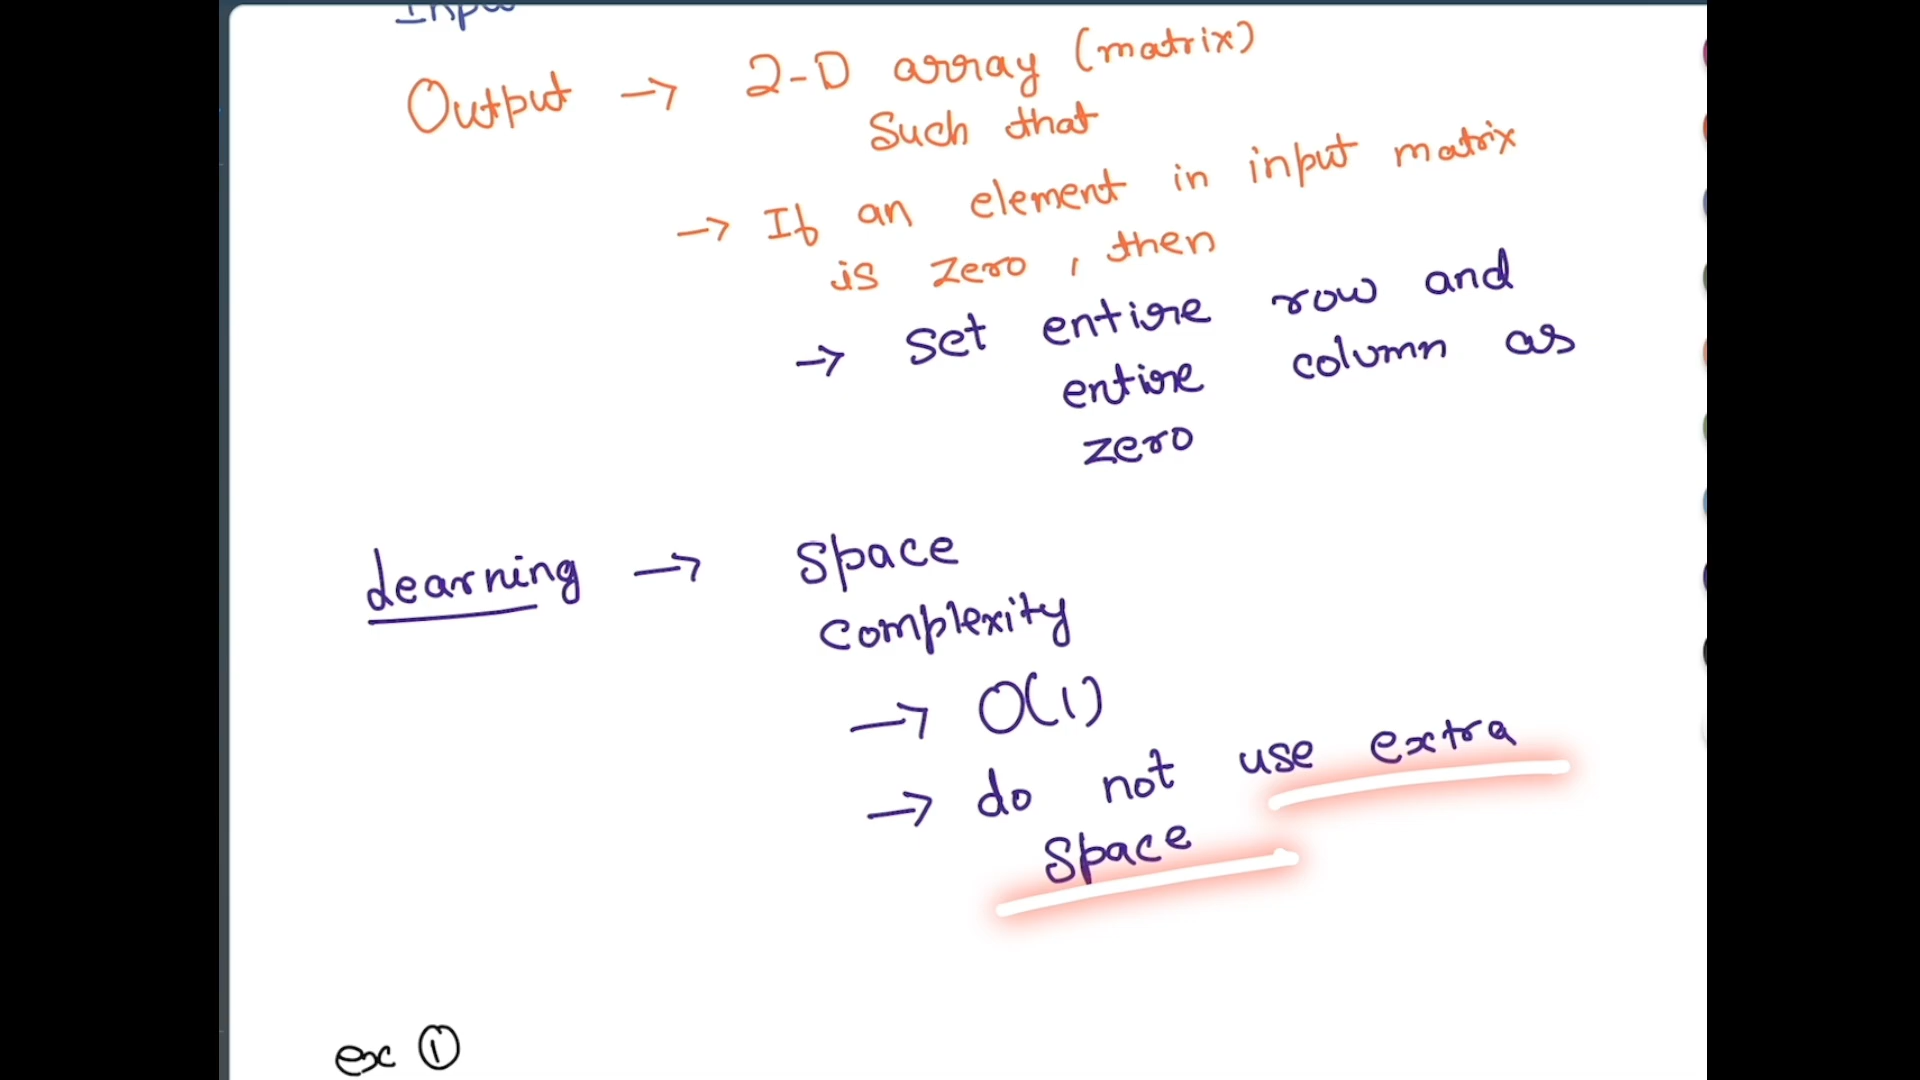 Input
Output → 2-D array (matrix)
Such that
→ If an element in input matrix
is zero, then
→ Set entire row and
entire column as
zero
Learning → Space
Complexity
→ O(1)
→ do not use extra
Space
ex ①